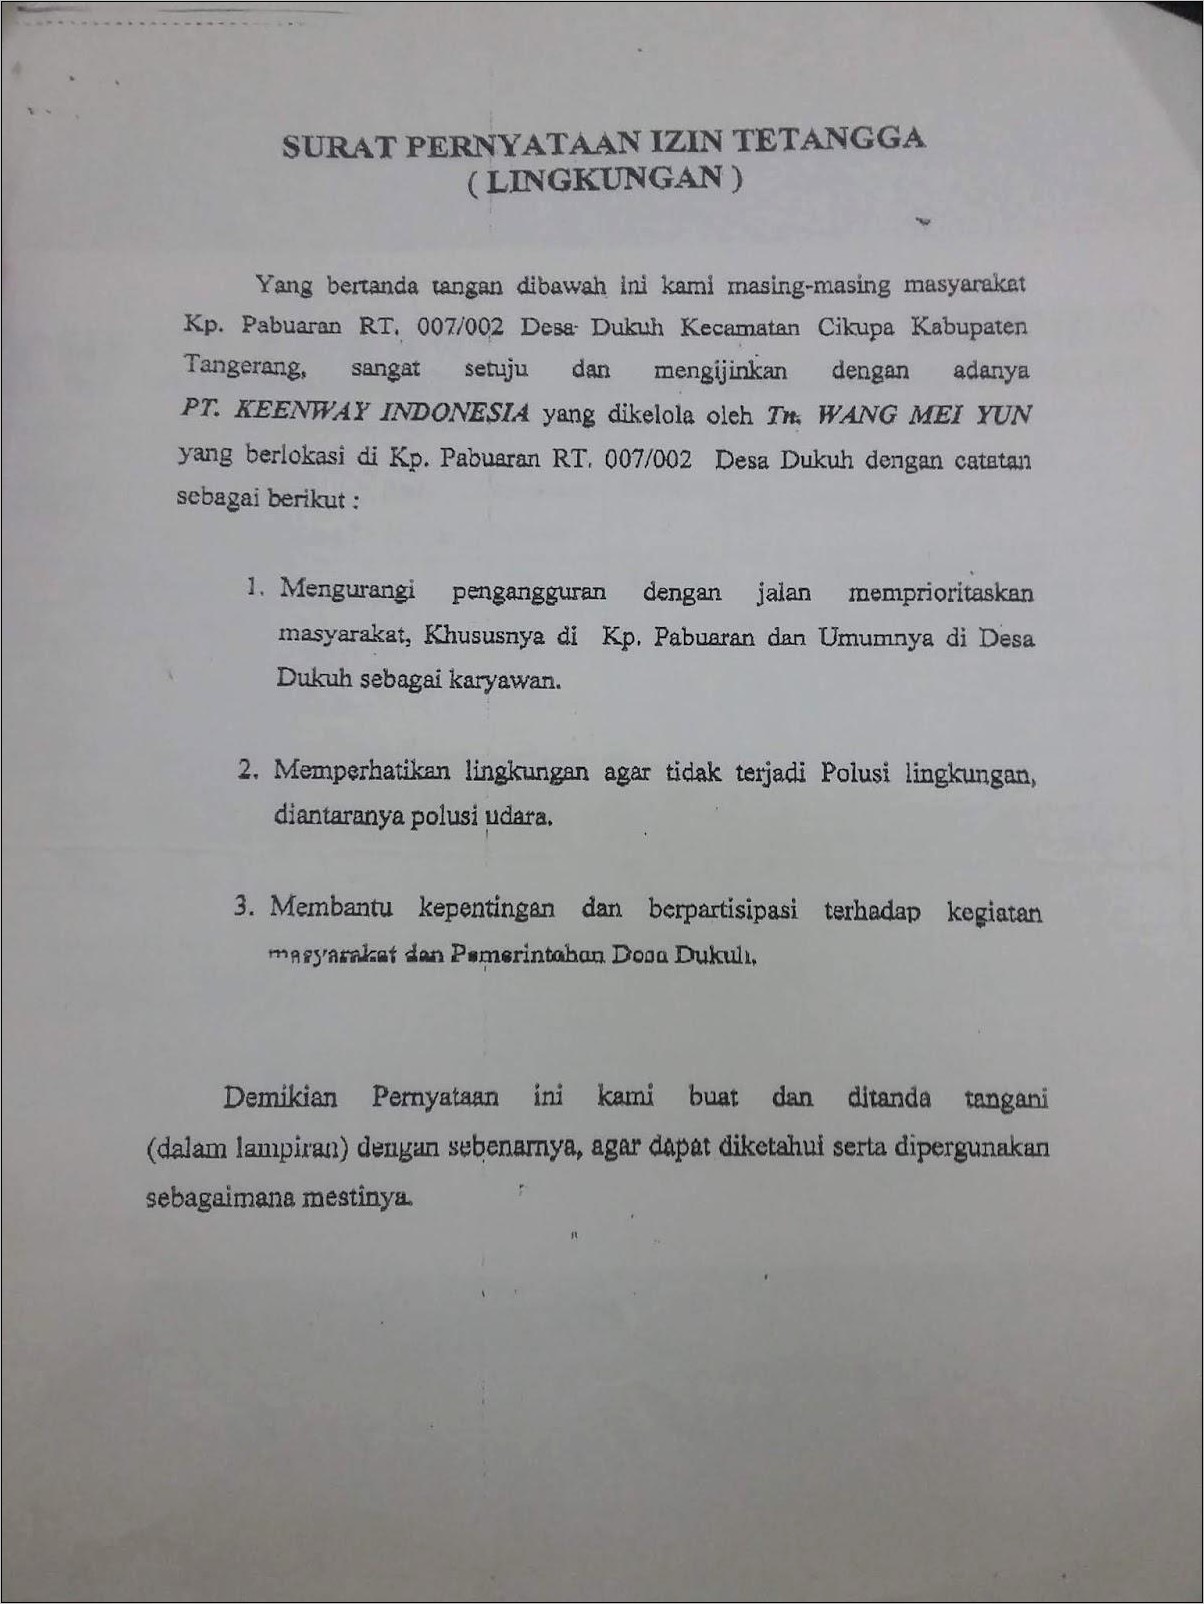 SURAT PERNYATAAN IZIN TETANGGA
( LINGKUNGAN )
Yang bertanda tangan dibawah ini kami masing-masing masyarakat
Kp. Pabuaran RT. 007/002 Desa Dukuh Kecamatan Cikupa Kabupaten
Tangerang, sangat setuju dan mengijinkan dengan adanya
PT. KEENWAY INDONESIA yang dikelola oleh Tn. WANG MEI YUN
yang berlokasi di Kp. Pabuaran RT. 007/002 Desa Dukuh dengan catatan
sebagai berikut :
1. Mengurangi pengangguran dengan jalan memprioritaskan
masyarakat, Khususnya di Kp. Pabuaran dan Umumnya di Desa
Dukuh sebagai karyawan.
2. Memperhatikan lingkungan agar tidak terjadi Polusi lingkungan,
diantaranya polusi udara.
3. Membantu kepentingan dan berpartisipasi terhadap kegiatan
masyarakat dan Pemerintahan Desa Dukuh.
Demikian Pernyataan ini kami buat dan ditanda tangani
(dalam lampiran) dengan sebenarnya, agar dapat diketahui serta dipergunakan
sebagaimana mestinya.